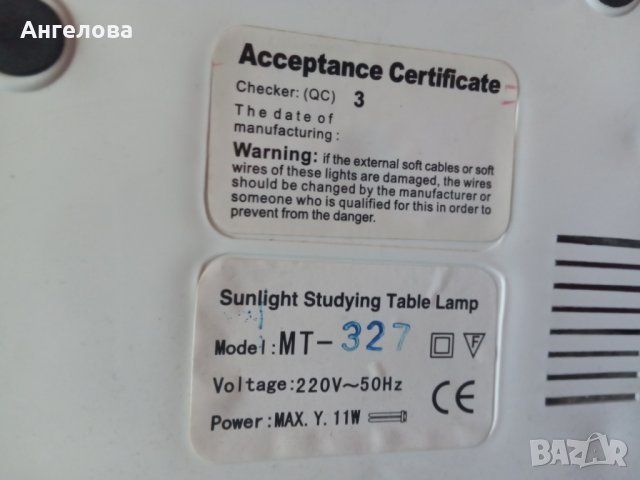 Ангелова
Acceptance Certificate
Checker: (QC) 3
The date of
manufacturing :
Warning: if the external soft cables or soft
wires of these lights are damaged, the wires
should be changed by the manufacturer or
someone who is qualified for this in order to
prevent from the danger.
Sunlight Studying Table Lamp
Model:MT-327 F
Voltage:220V~50Hz
CE
Power:MAX. Y. 11W
BAZAR